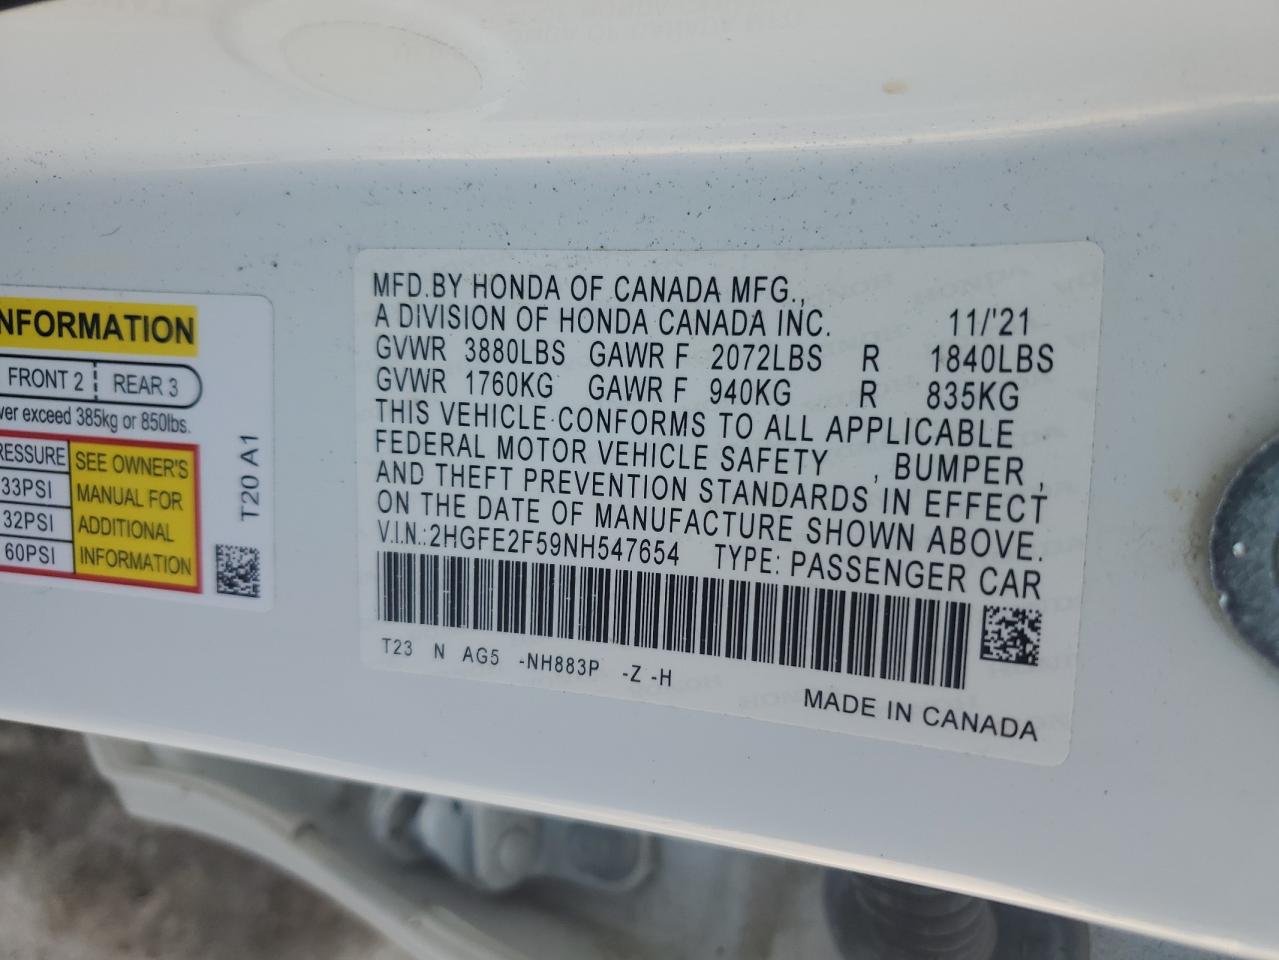 NFORMATION
FRONT 2 REAR 3
ver exceed 385kg or 850lbs.
RESSURE
33PSI
32PSI
60PSI
SEE OWNER'S
MANUAL FOR
ADDITIONAL
INFORMATION
T20 A1
MFD.BY HONDA OF CANADA MFG.,
A DIVISION OF HONDA CANADA INC. 11/'21
GVWR 3880LBS GAWR F 2072LBS R 1840LBS
GVWR 1760KG GAWR F 940KG R 835KG
THIS VEHICLE CONFORMS TO ALL APPLICABLE
FEDERAL MOTOR VEHICLE SAFETY , BUMPER ,
AND THEFT PREVENTION STANDARDS IN EFFECT
ON THE DATE OF MANUFACTURE SHOWN ABOVE.
V.I.N.:2HGFE2F59NH547654 TYPE: PASSENGER CAR
T23 N AG5 -NH883P -Z -H
MADE IN CANADA